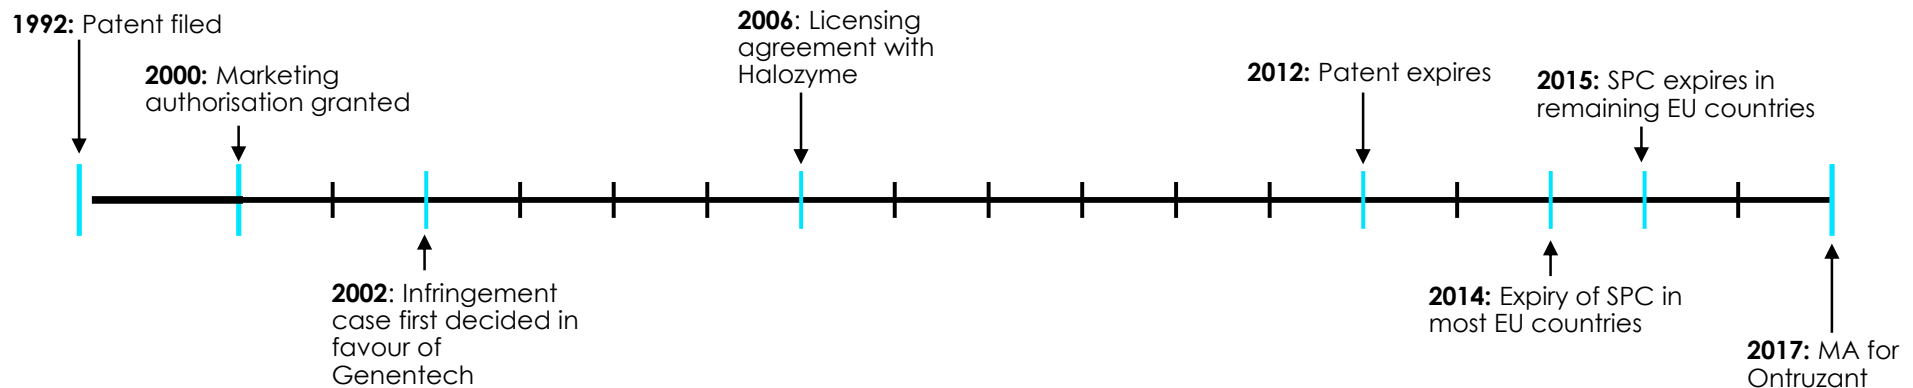 1992: Patent filed
2000: Marketing
authorisation granted
2002: Infringement
case first decided in
favour of
Genentech
2006: Licensing
agreement with
Halozyme
2012: Patent expires
2014: Expiry of SPC in
most EU countries
2015: SPC expires in
remaining EU countries
2017: MA for
Ontruzant